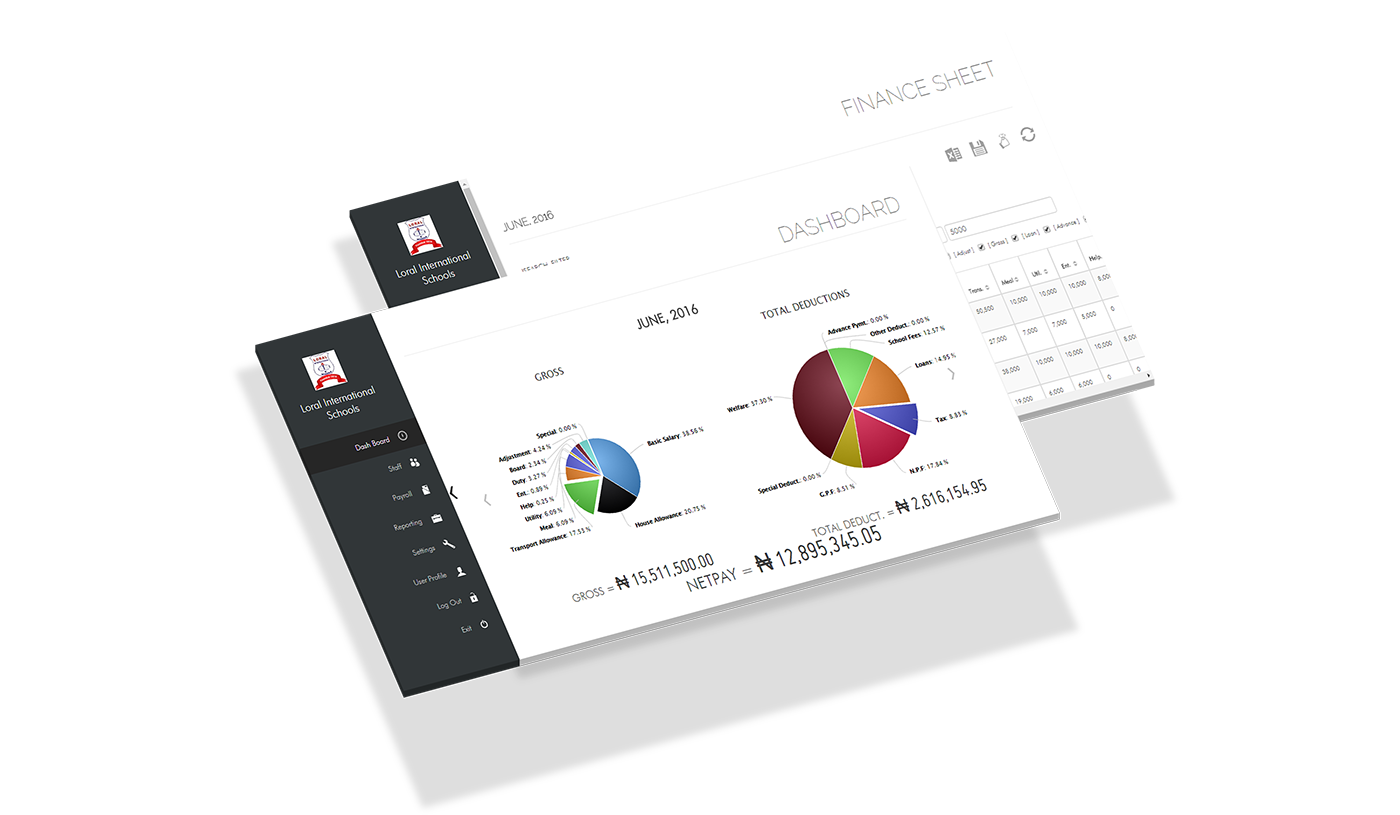 FINANCE SHEET
LORAL
Loral International
Schools
JUNE, 2016
5000
[Adjust] [Gross] [Loan] [Advance]
Trans. Meal Util. Ent. Help.
50,500 10,000 10,000 10,000
27,000 7,000 7,000 5,000 0
38,000 10,000 10,000 10,000
19,000 6,000 6,000 0 0
DASHBOARD
LORAL
Loral International
Schools
Dash Board
Staff
Payroll
Reporting
Settings
User Profile
Log Out
Exit
JUNE, 2016
GROSS
Special: 0.00 %
Adjustment: 4.24 %
Board: 2.34 %
Duty: 3.27 %
Ent.: 0.89 %
Help: 0.25 %
Utility: 6.09 %
Meal: 6.09 %
Transport Allowance: 17.53 %
Basic Salary: 38.56 %
House Allowance: 20.75 %
GROSS = ₦ 15,511,500.00
TOTAL DEDUCTIONS
Advance Pymt.: 0.00 %
Other Deduct.: 0.00 %
School Fees: 12.57 %
Loans: 14.95 %
Welfare: 37.30 %
Tax: 8.83 %
N.P.F: 17.84 %
G.P.F: 8.51 %
Special Deduct.: 0.00 %
TOTAL DEDUCT. = ₦ 2,616,154.95
NETPAY = ₦ 12,895,345.05